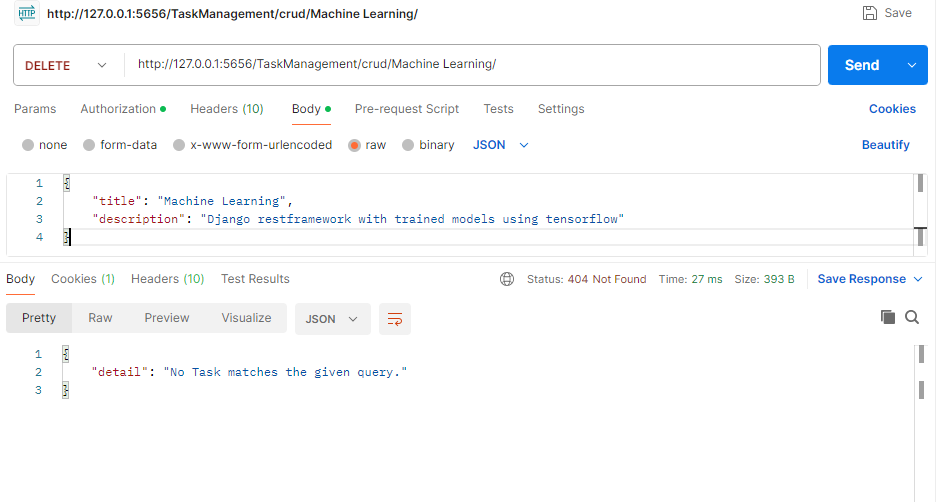 HTTP http://127.0.0.1:5656/TaskManagement/crud/Machine Learning/ Save
DELETE http://127.0.0.1:5656/TaskManagement/crud/Machine Learning/ Send
Params Authorization Headers (10) Body Pre-request Script Tests Settings Cookies
none form-data x-www-form-urlencoded raw binary JSON Beautify
1 {
2 "title": "Machine Learning",
3 "description": "Django restframework with trained models using tensorflow"
4 }
Body Cookies (1) Headers (10) Test Results Status: 404 Not Found Time: 27 ms Size: 393 B Save Response
Pretty Raw Preview Visualize JSON
1 {
2 "detail": "No Task matches the given query."
3 }